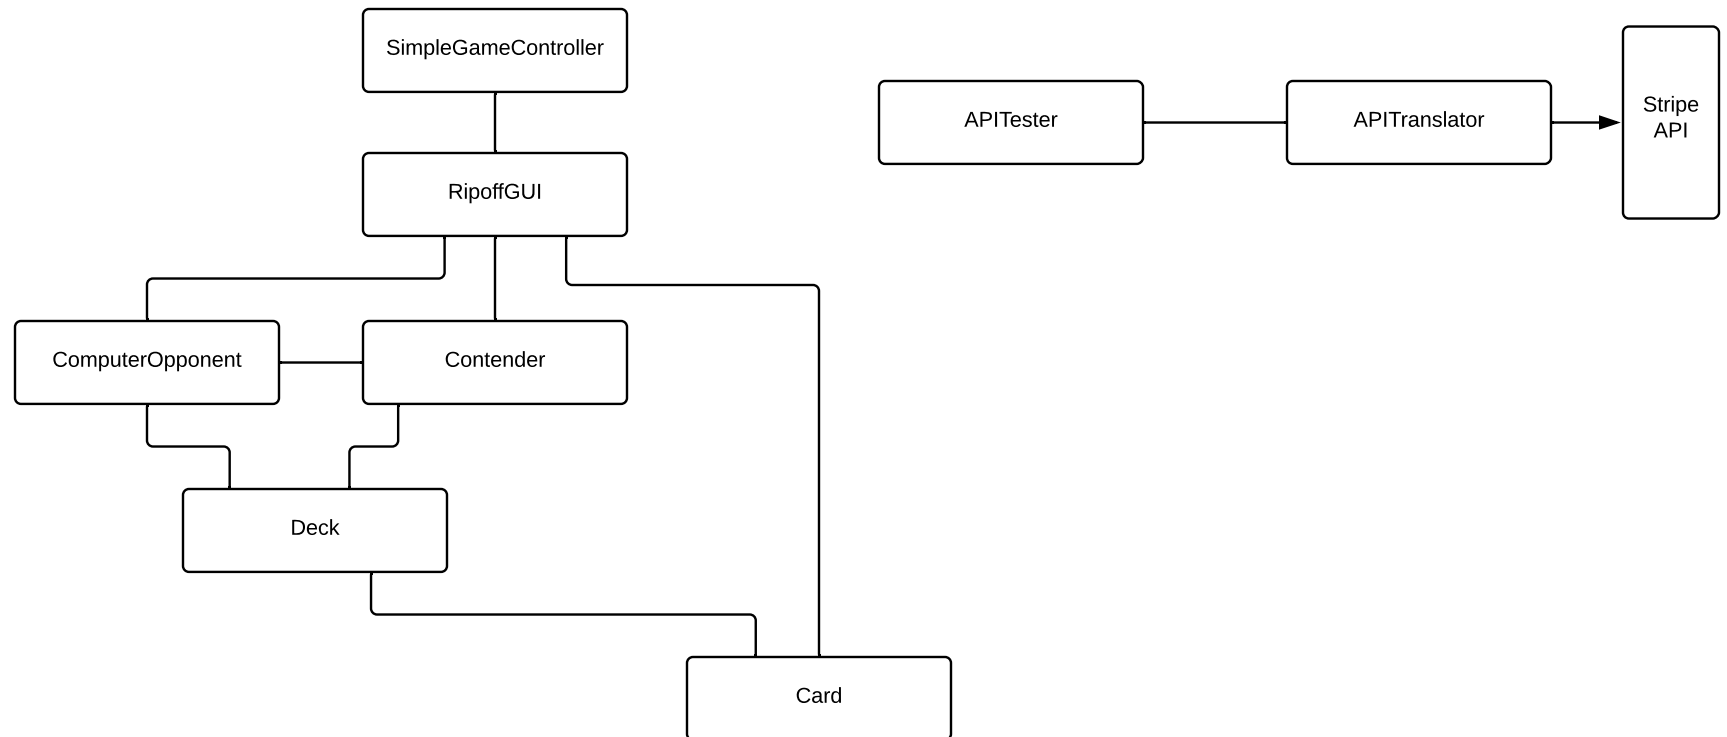 SimpleGameController
APITester
APITranslator
Stripe
API
RipoffGUI
ComputerOpponent
Contender
Deck
Card